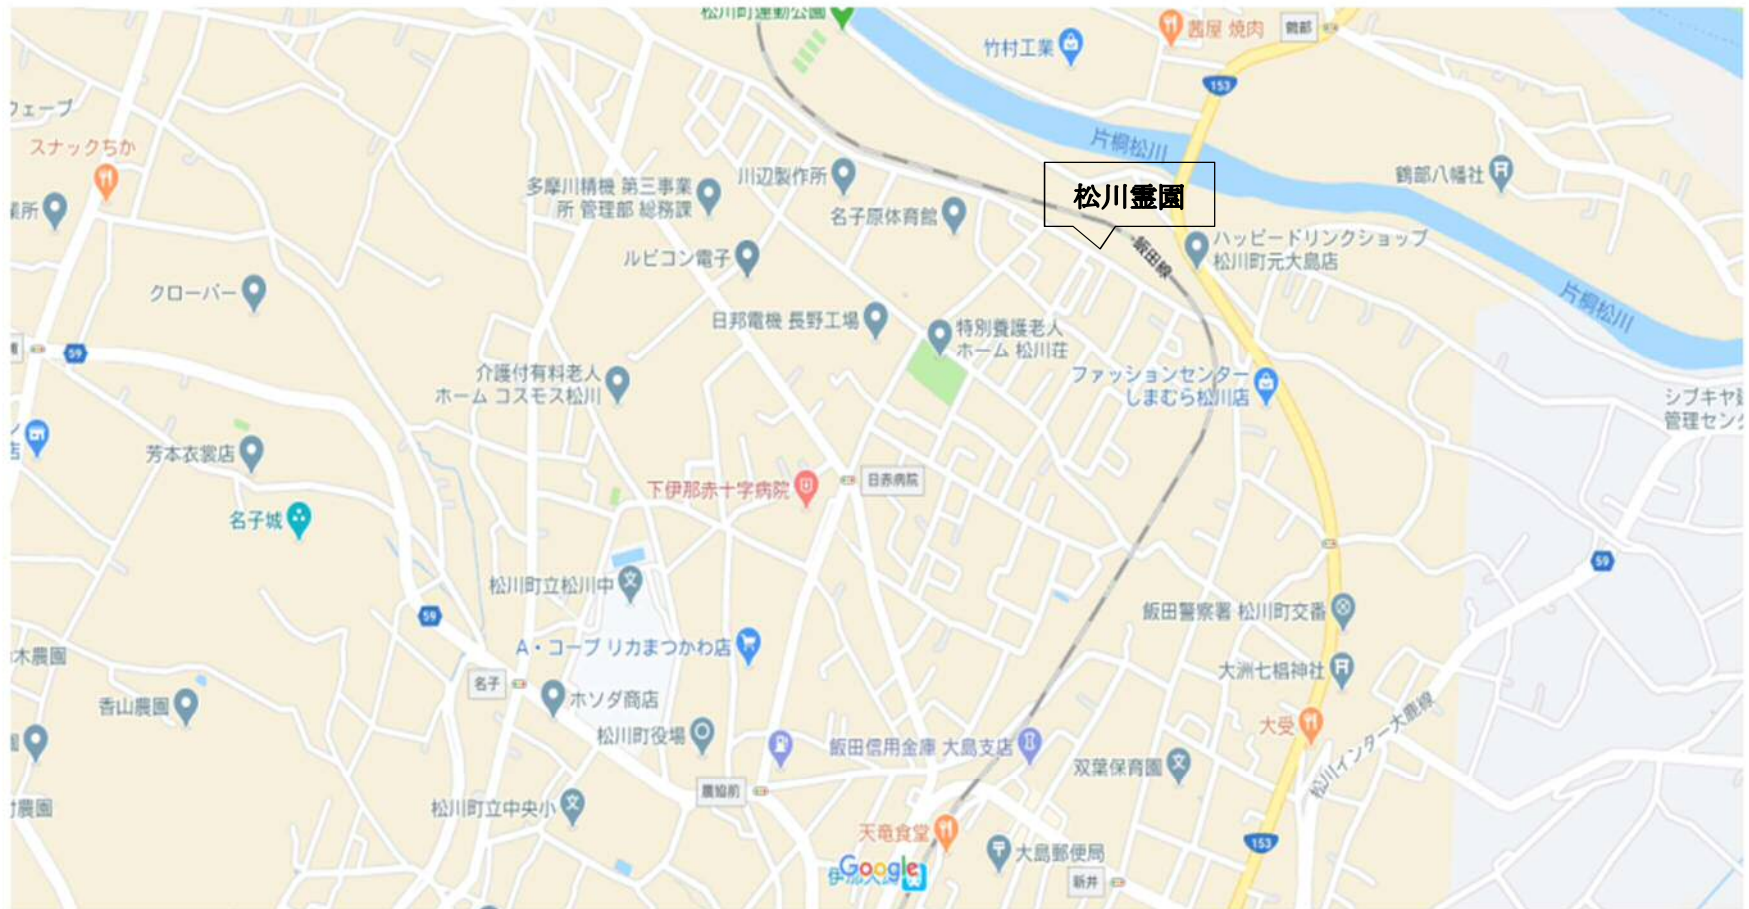 松川町運動公園
竹村工業
茜屋 焼肉
鶴部
153
ウェーブ
スナックちか
片桐松川
鶴部八幡社
多摩川精機 第三事業
所 管理部 総務課
川辺製作所
松川霊園
業所
名子原体育館
ハッピードリンクショップ
松川町元大島店
飯田線
ルビコン電子
クローバー
片桐松川
日邦電機 長野工場
特別養護老人
ホーム 松川荘
59
介護付有料老人
ホーム コスモス松川
ファッションセンター
しまむら松川店
シブキヤ
管理セン
店
芳本衣裳店
下伊那赤十字病院
日赤病院
名子城
59
松川町立松川中
59
飯田警察署 松川町交番
A・コープ リカまつかわ店
木農園
大洲七椙神社
名子
ホソダ商店
香山農園
松川インター大鹿線
大受
松川町役場
飯田信用金庫 大島支店
園
双葉保育園
農協前
村農園
松川町立中央小
天竜食堂
153
大島郵便局
Google
新井